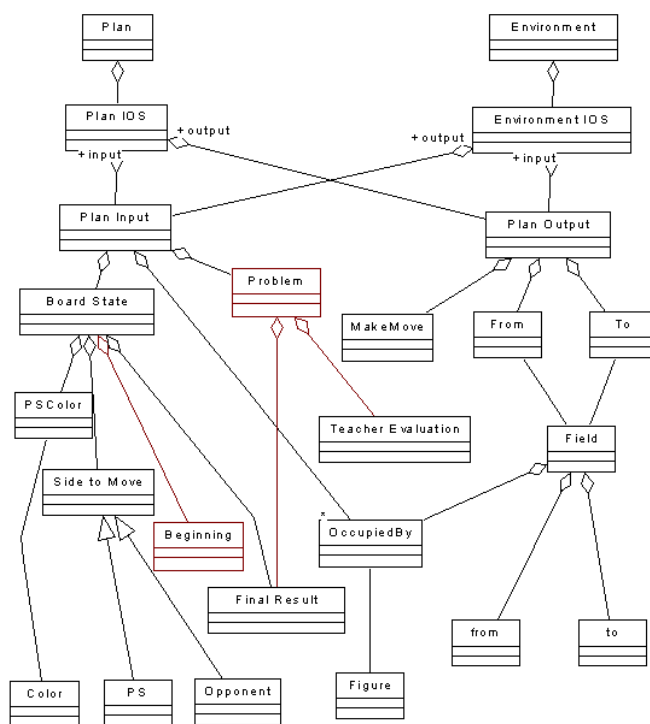 Plan
Environment
Plan IOS
Environment IOS
+ output
+ output
+ input
+ input
Plan Input
Plan Output
Problem
Board State
MakeMove
From
To
PSColor
Teacher Evaluation
Field
Side to Move
*
Beginning
OccupiedBy
Final Result
from
to
Color
PS
Opponent
Figure